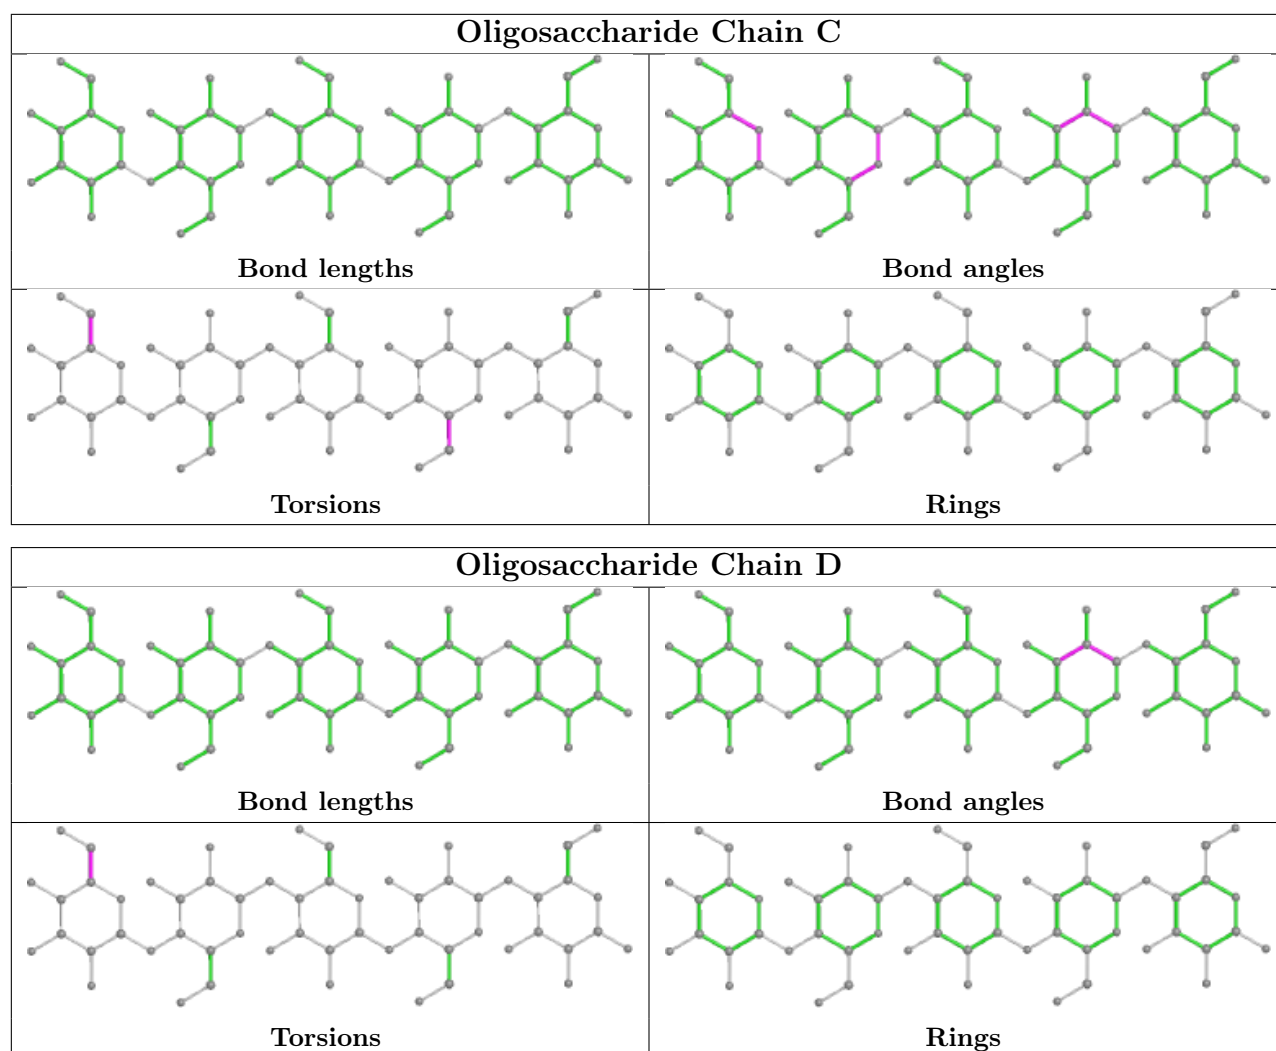 Oligosaccharide Chain C
Bond lengths
Bond angles
Torsions
Rings
Oligosaccharide Chain D
Bond lengths
Bond angles
Torsions
Rings